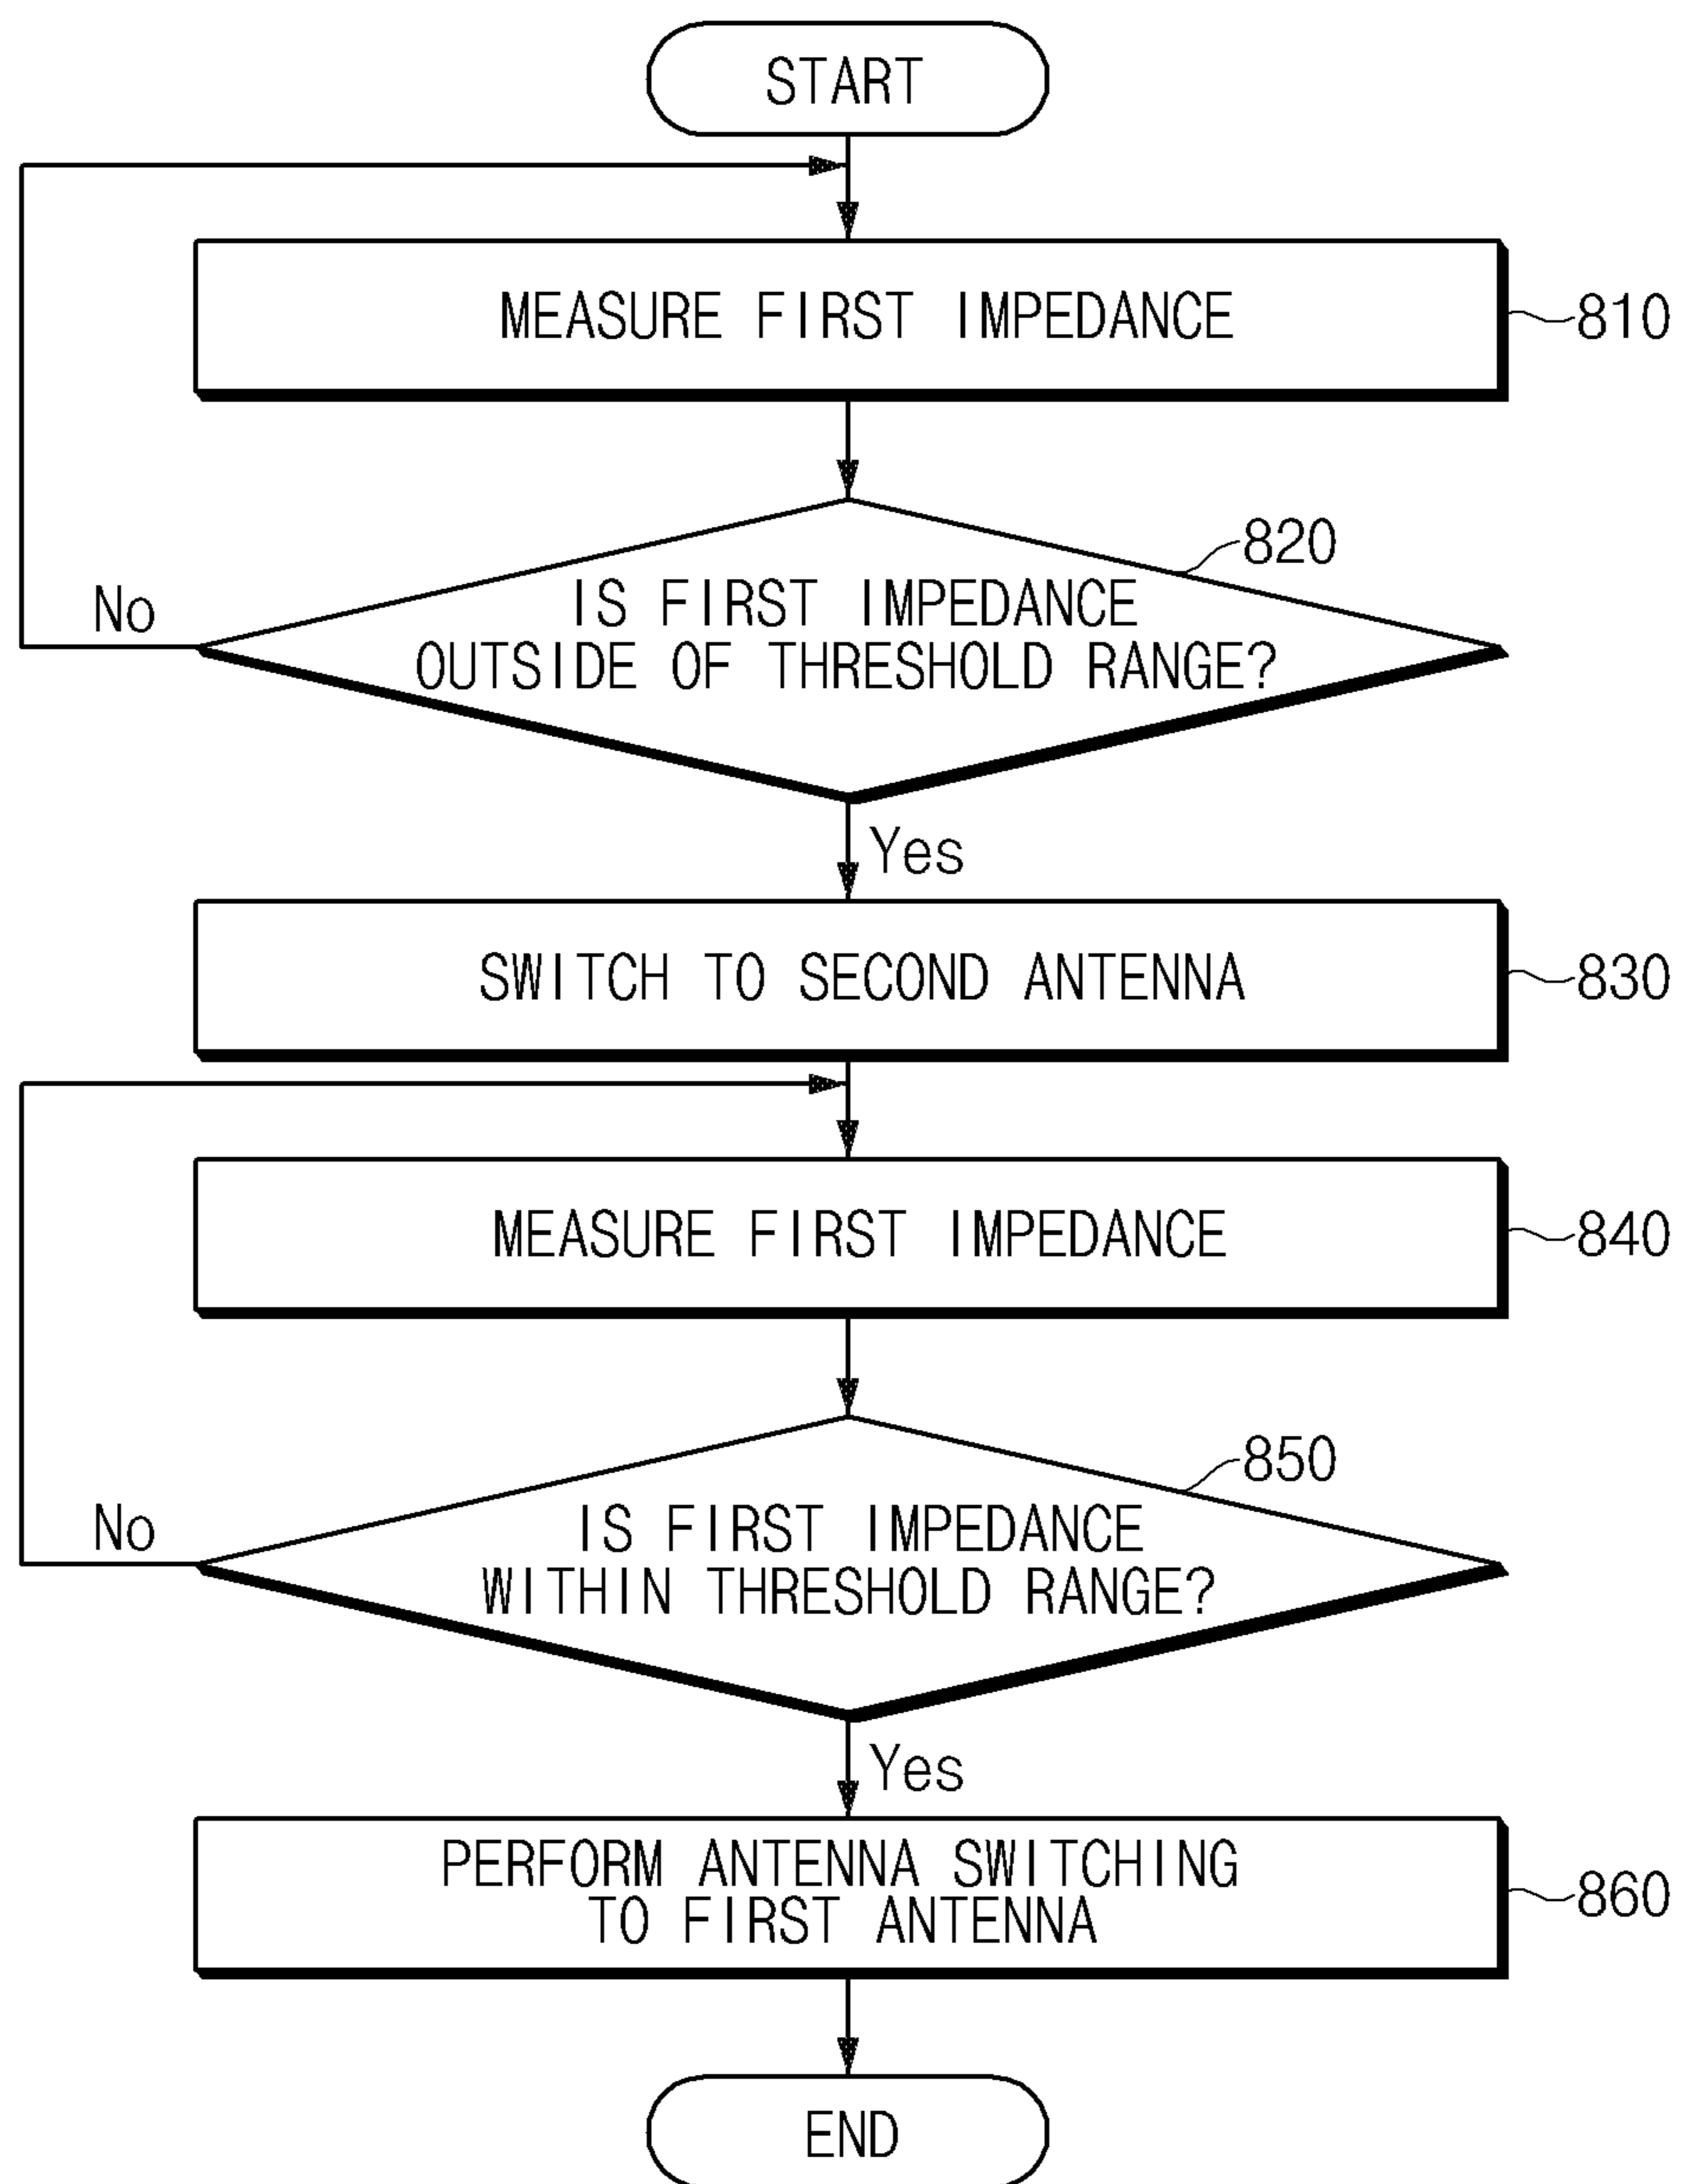 START
MEASURE FIRST IMPEDANCE
810
820
IS FIRST IMPEDANCE
OUTSIDE OF THRESHOLD RANGE?
No
Yes
SWITCH TO SECOND ANTENNA
830
MEASURE FIRST IMPEDANCE
840
850
IS FIRST IMPEDANCE
WITHIN THRESHOLD RANGE?
No
Yes
PERFORM ANTENNA SWITCHING
TO FIRST ANTENNA
860
END